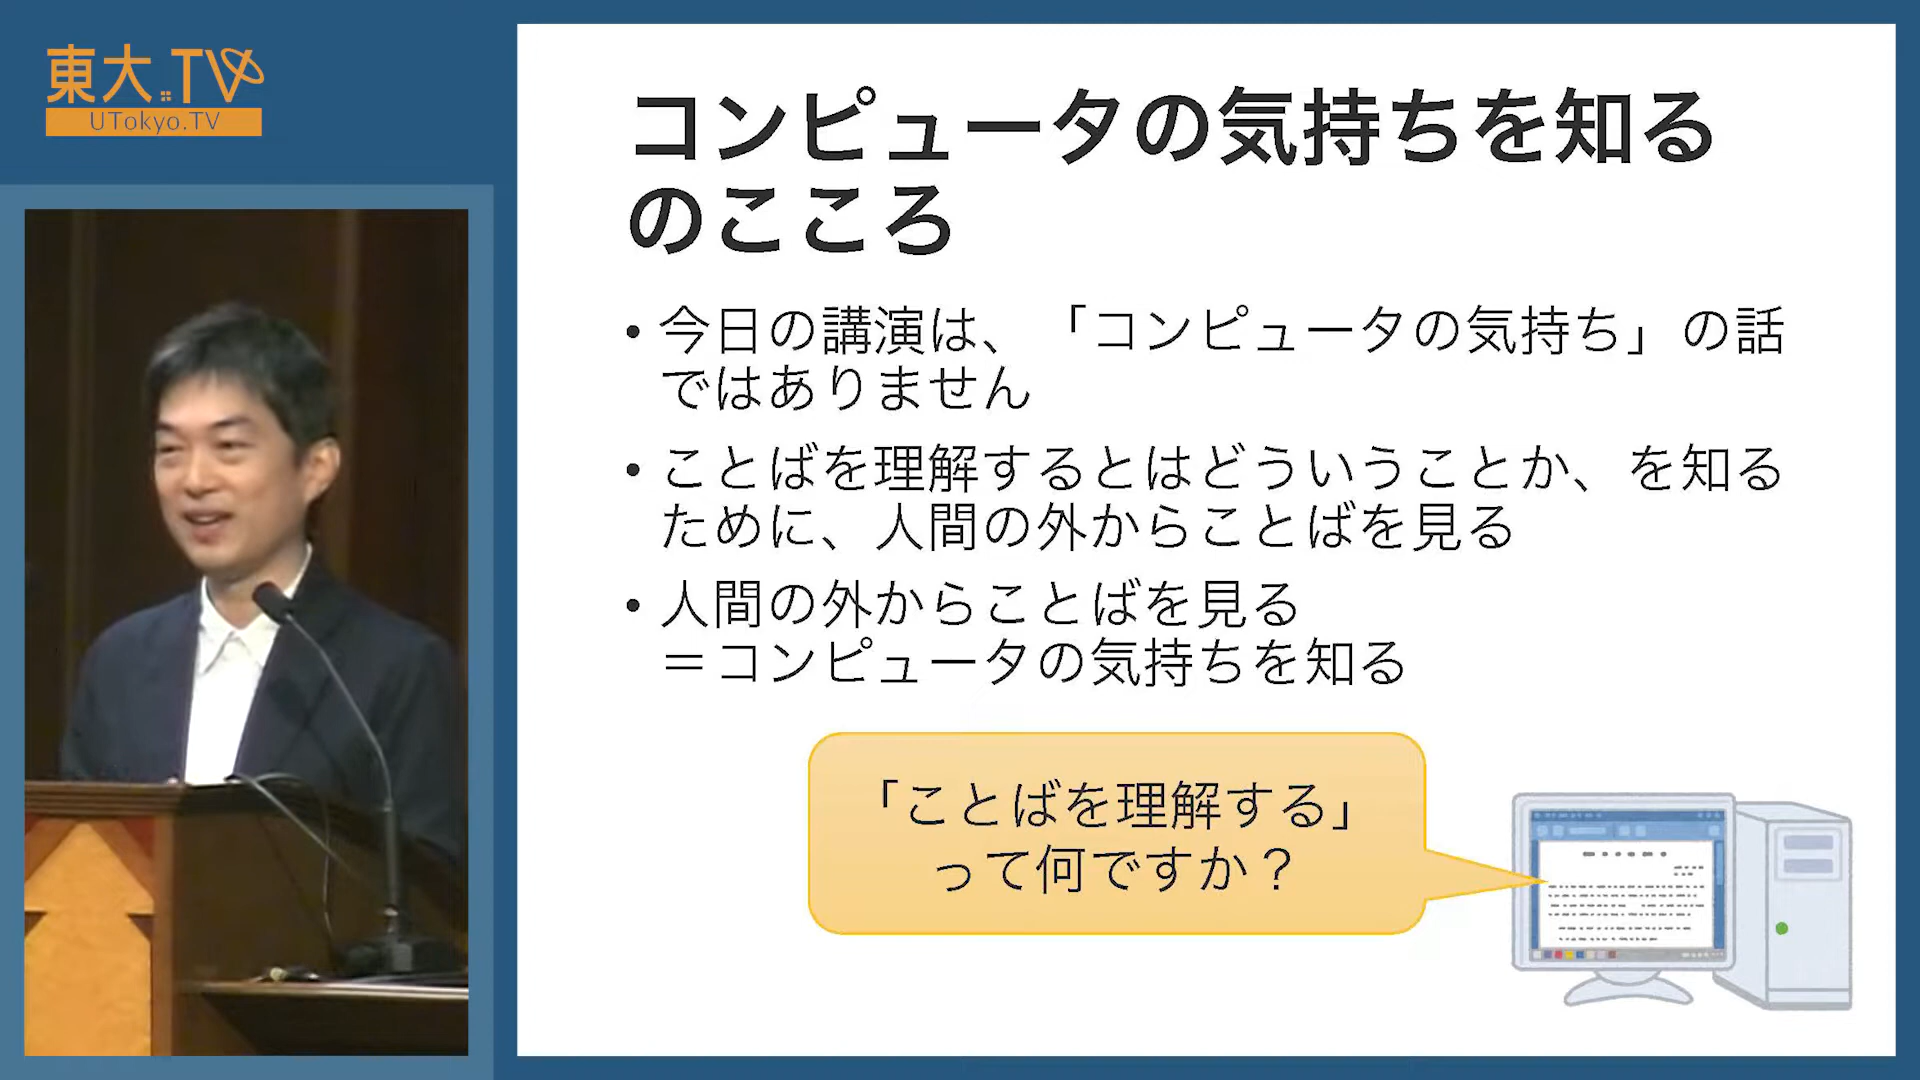 東大TV
UTokyo.TV
コンピュータの気持ちを知る
のこころ
• 今日の講演は、「コンピュータの気持ち」の話
ではありません
• ことばを理解するとはどういうことか、を知る
ために、人間の外からことばを見る
• 人間の外からことばを見る
＝コンピュータの気持ちを知る
「ことばを理解する」
って何ですか？